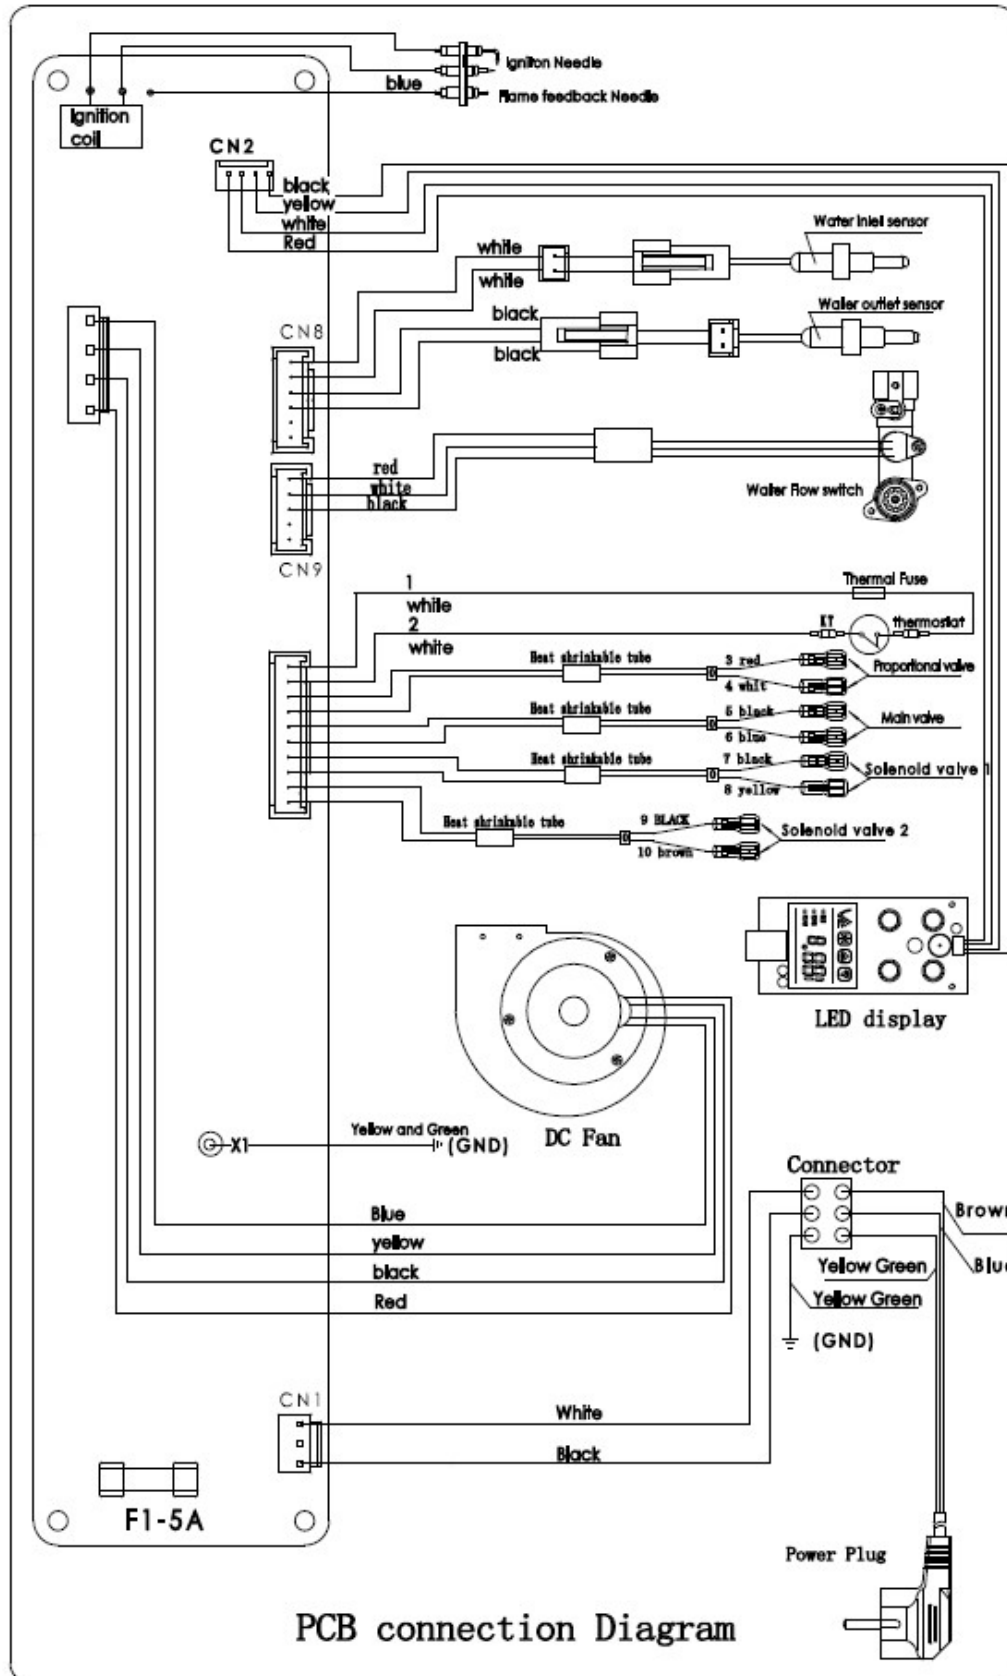 Ignition Needle
blue
Flame feedback Needle
Ignition
coil
CN2
black
yellow
white
Red
Water inlet sensor
white
white
Water outlet sensor
black
black
CN8
red
white
black
Water Flow switch
CN9
1
white
Thermal Fuse
2
white
KT
thermostat
Heat shrinkable tube
3 red
4 whit
Proportional valve
Heat shrinkable tube
5 black
6 blue
Main valve
Heat shrinkable tube
7 black
8 yellow
Solenoid valve 1
Heat shrinkable tube
9 BLACK
10 brown
Solenoid valve 2
LED display
DC Fan
X1
Yellow and Green
(GND)
Connector
Brown
Blue
Yellow Green
Yellow Green
(GND)
Blue
yellow
black
Red
CN1
White
Black
F1-5A
Power Plug
PCB connection Diagram